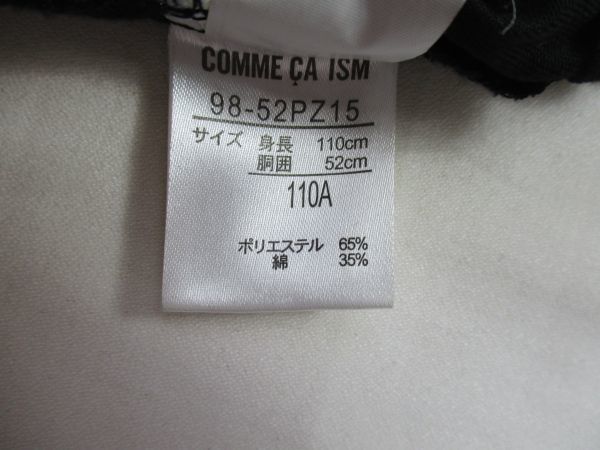 COMME ÇA ISM
98-52PZ15
サイズ 身長 110cm
胴囲 52cm
110A
ポリエステル 65%
綿 35%